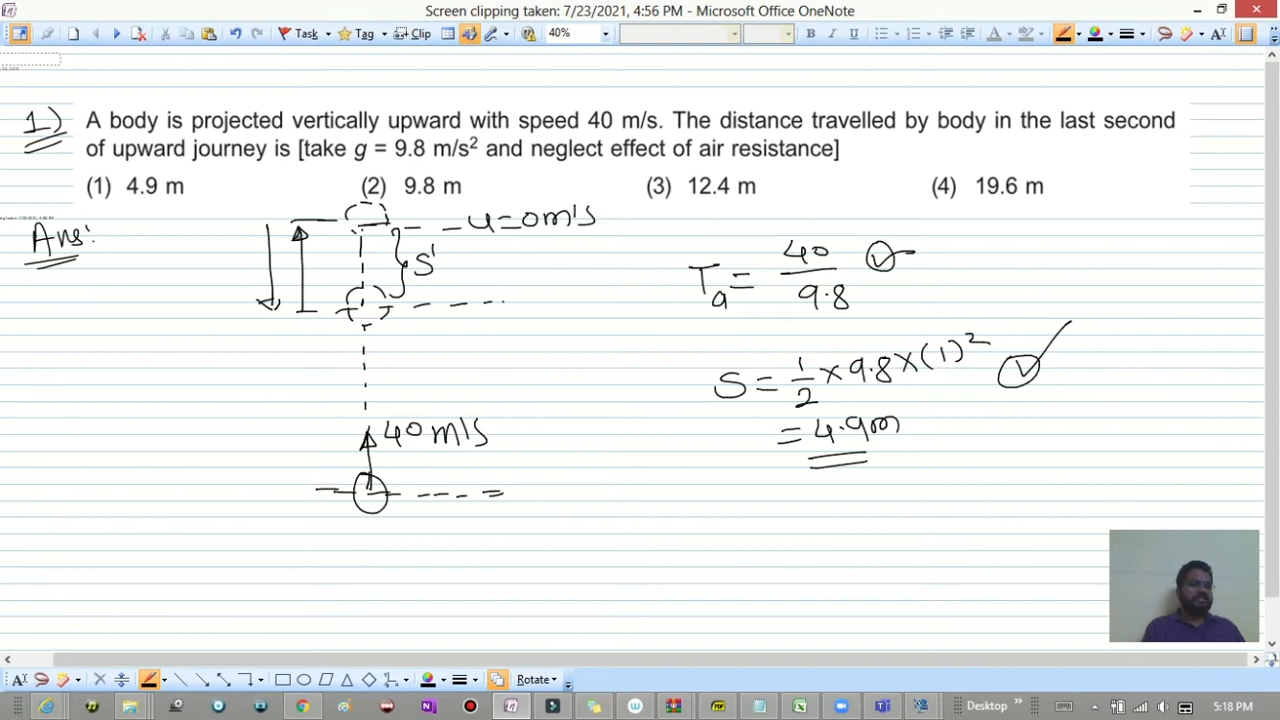 Screen clipping taken: 7/23/2021, 4:56 PM - Microsoft Office OneNote
Task Tag Clip 40% B I U
1) A body is projected vertically upward with speed 40 m/s. The distance travelled by body in the last second
of upward journey is [take g = 9.8 m/s² and neglect effect of air resistance]
(1) 4.9 m (2) 9.8 m (3) 12.4 m (4) 19.6 m
Ans:
u=0m/s
S'
40m/s
Ta = 40/9.8
S = 1/2 × 9.8 × (1)²
= 4.9m
Rotate
Desktop 5:18 PM